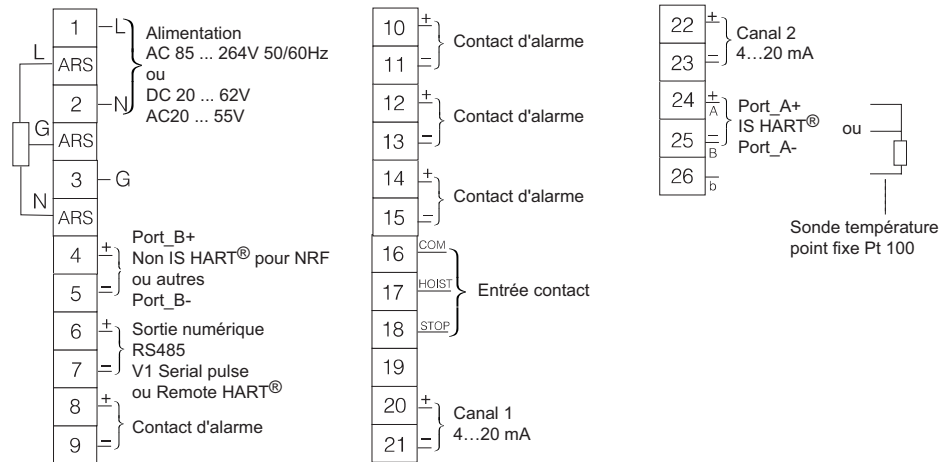 1
L
Alimentation
AC 85 ... 264V 50/60Hz
ou
DC 20 ... 62V
AC20 ... 55V
L
ARS
2
N
G
ARS
3
G
N
ARS
4
+
5
–
Port_B+
Non IS HART® pour NRF
ou autres
Port_B-
6
+
7
–
Sortie numérique
RS485
V1 Serial pulse
ou Remote HART®
8
+
9
–
Contact d'alarme
10
+
11
–
Contact d'alarme
12
+
13
–
Contact d'alarme
14
+
15
–
Contact d'alarme
16
COM
17
HOIST
18
STOP
Entrée contact
19
20
+
21
–
Canal 1
4…20 mA
22
+
23
–
Canal 2
4…20 mA
24
+
A
25
–
B
26
b
Port_A+
IS HART®
Port_A-
ou
Sonde température
point fixe Pt 100